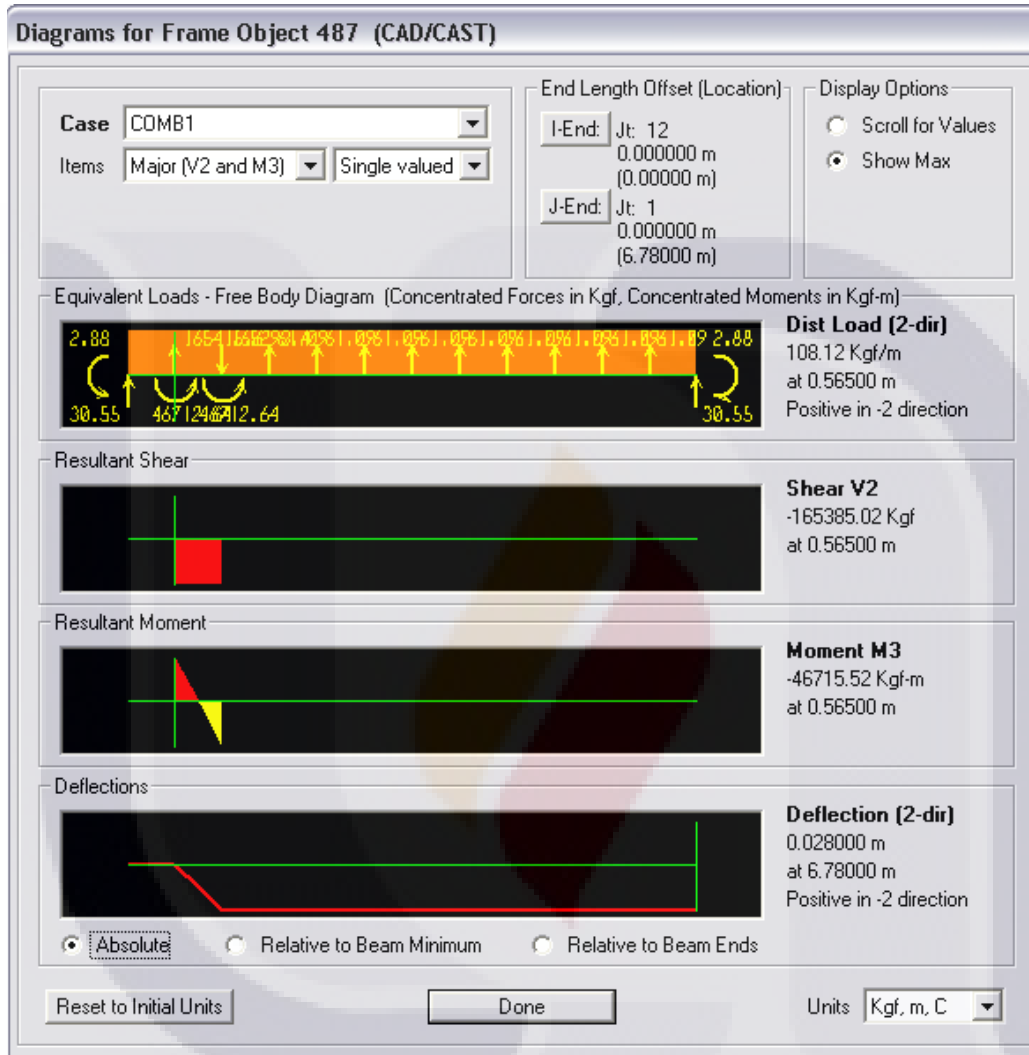 Diagrams for Frame Object 487 (CAD/CAST)
Case COMB1
Items Major (V2 and M3) Single valued
End Length Offset (Location)
I-End: Jt: 12
0.000000 m
(0.00000 m)
J-End: Jt: 1
0.000000 m
(6.78000 m)
Display Options
Scroll for Values
Show Max
Equivalent Loads - Free Body Diagram (Concentrated Forces in Kgf, Concentrated Moments in Kgf-m)
2.88
2.88
30.55
30.55
Dist Load (2-dir)
108.12 Kgf/m
at 0.56500 m
Positive in -2 direction
Resultant Shear
Shear V2
-165385.02 Kgf
at 0.56500 m
Resultant Moment
Moment M3
-46715.52 Kgf-m
at 0.56500 m
Deflections
Deflection (2-dir)
0.028000 m
at 6.78000 m
Positive in -2 direction
Absolute Relative to Beam Minimum Relative to Beam Ends
Reset to Initial Units Done Units Kgf, m, C